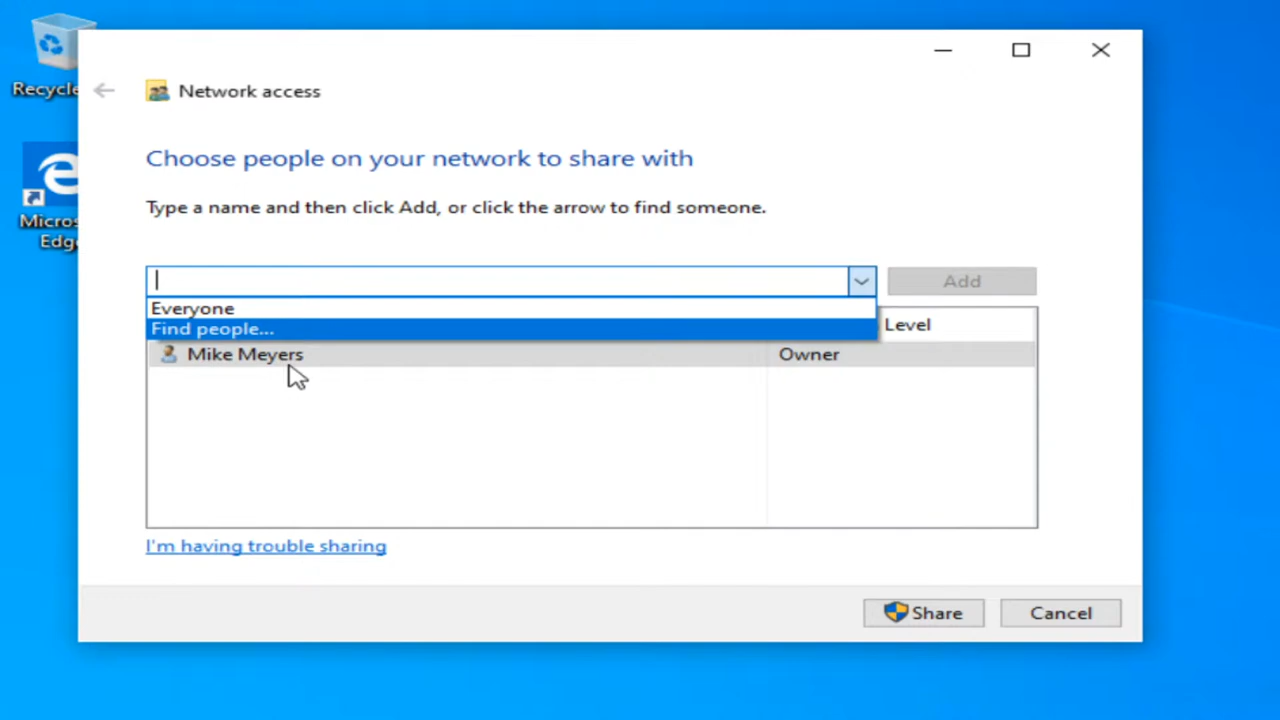 Recycle
Micros
Edge
Network access
Choose people on your network to share with
Type a name and then click Add, or click the arrow to find someone.
Add
Everyone
Find people...
Level
Mike Meyers
Owner
I'm having trouble sharing
Share
Cancel